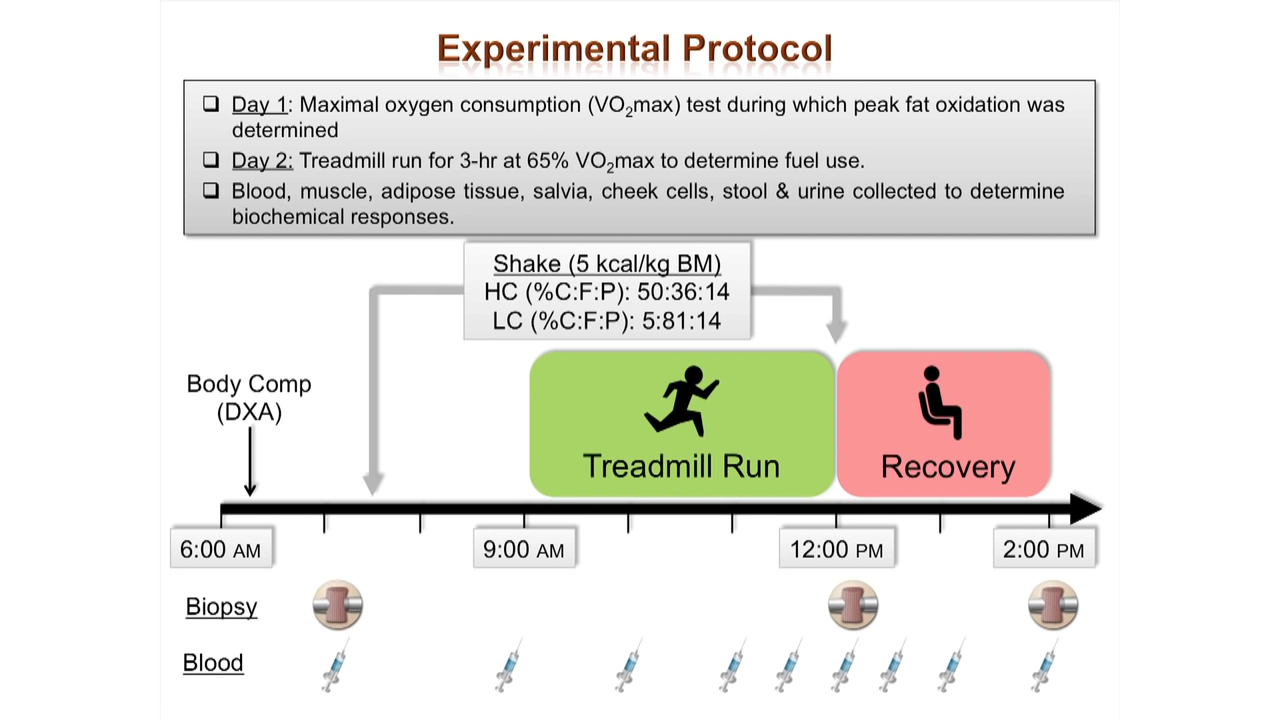 Experimental Protocol
❑ Day 1: Maximal oxygen consumption (VO₂max) test during which peak fat oxidation was
determined
❑ Day 2: Treadmill run for 3-hr at 65% VO₂max to determine fuel use.
❑ Blood, muscle, adipose tissue, salvia, cheek cells, stool & urine collected to determine
biochemical responses.
Shake (5 kcal/kg BM)
HC (%C:F:P): 50:36:14
LC (%C:F:P): 5:81:14
Body Comp
(DXA)
Treadmill Run
Recovery
6:00 AM
9:00 AM
12:00 PM
2:00 PM
Biopsy
Blood